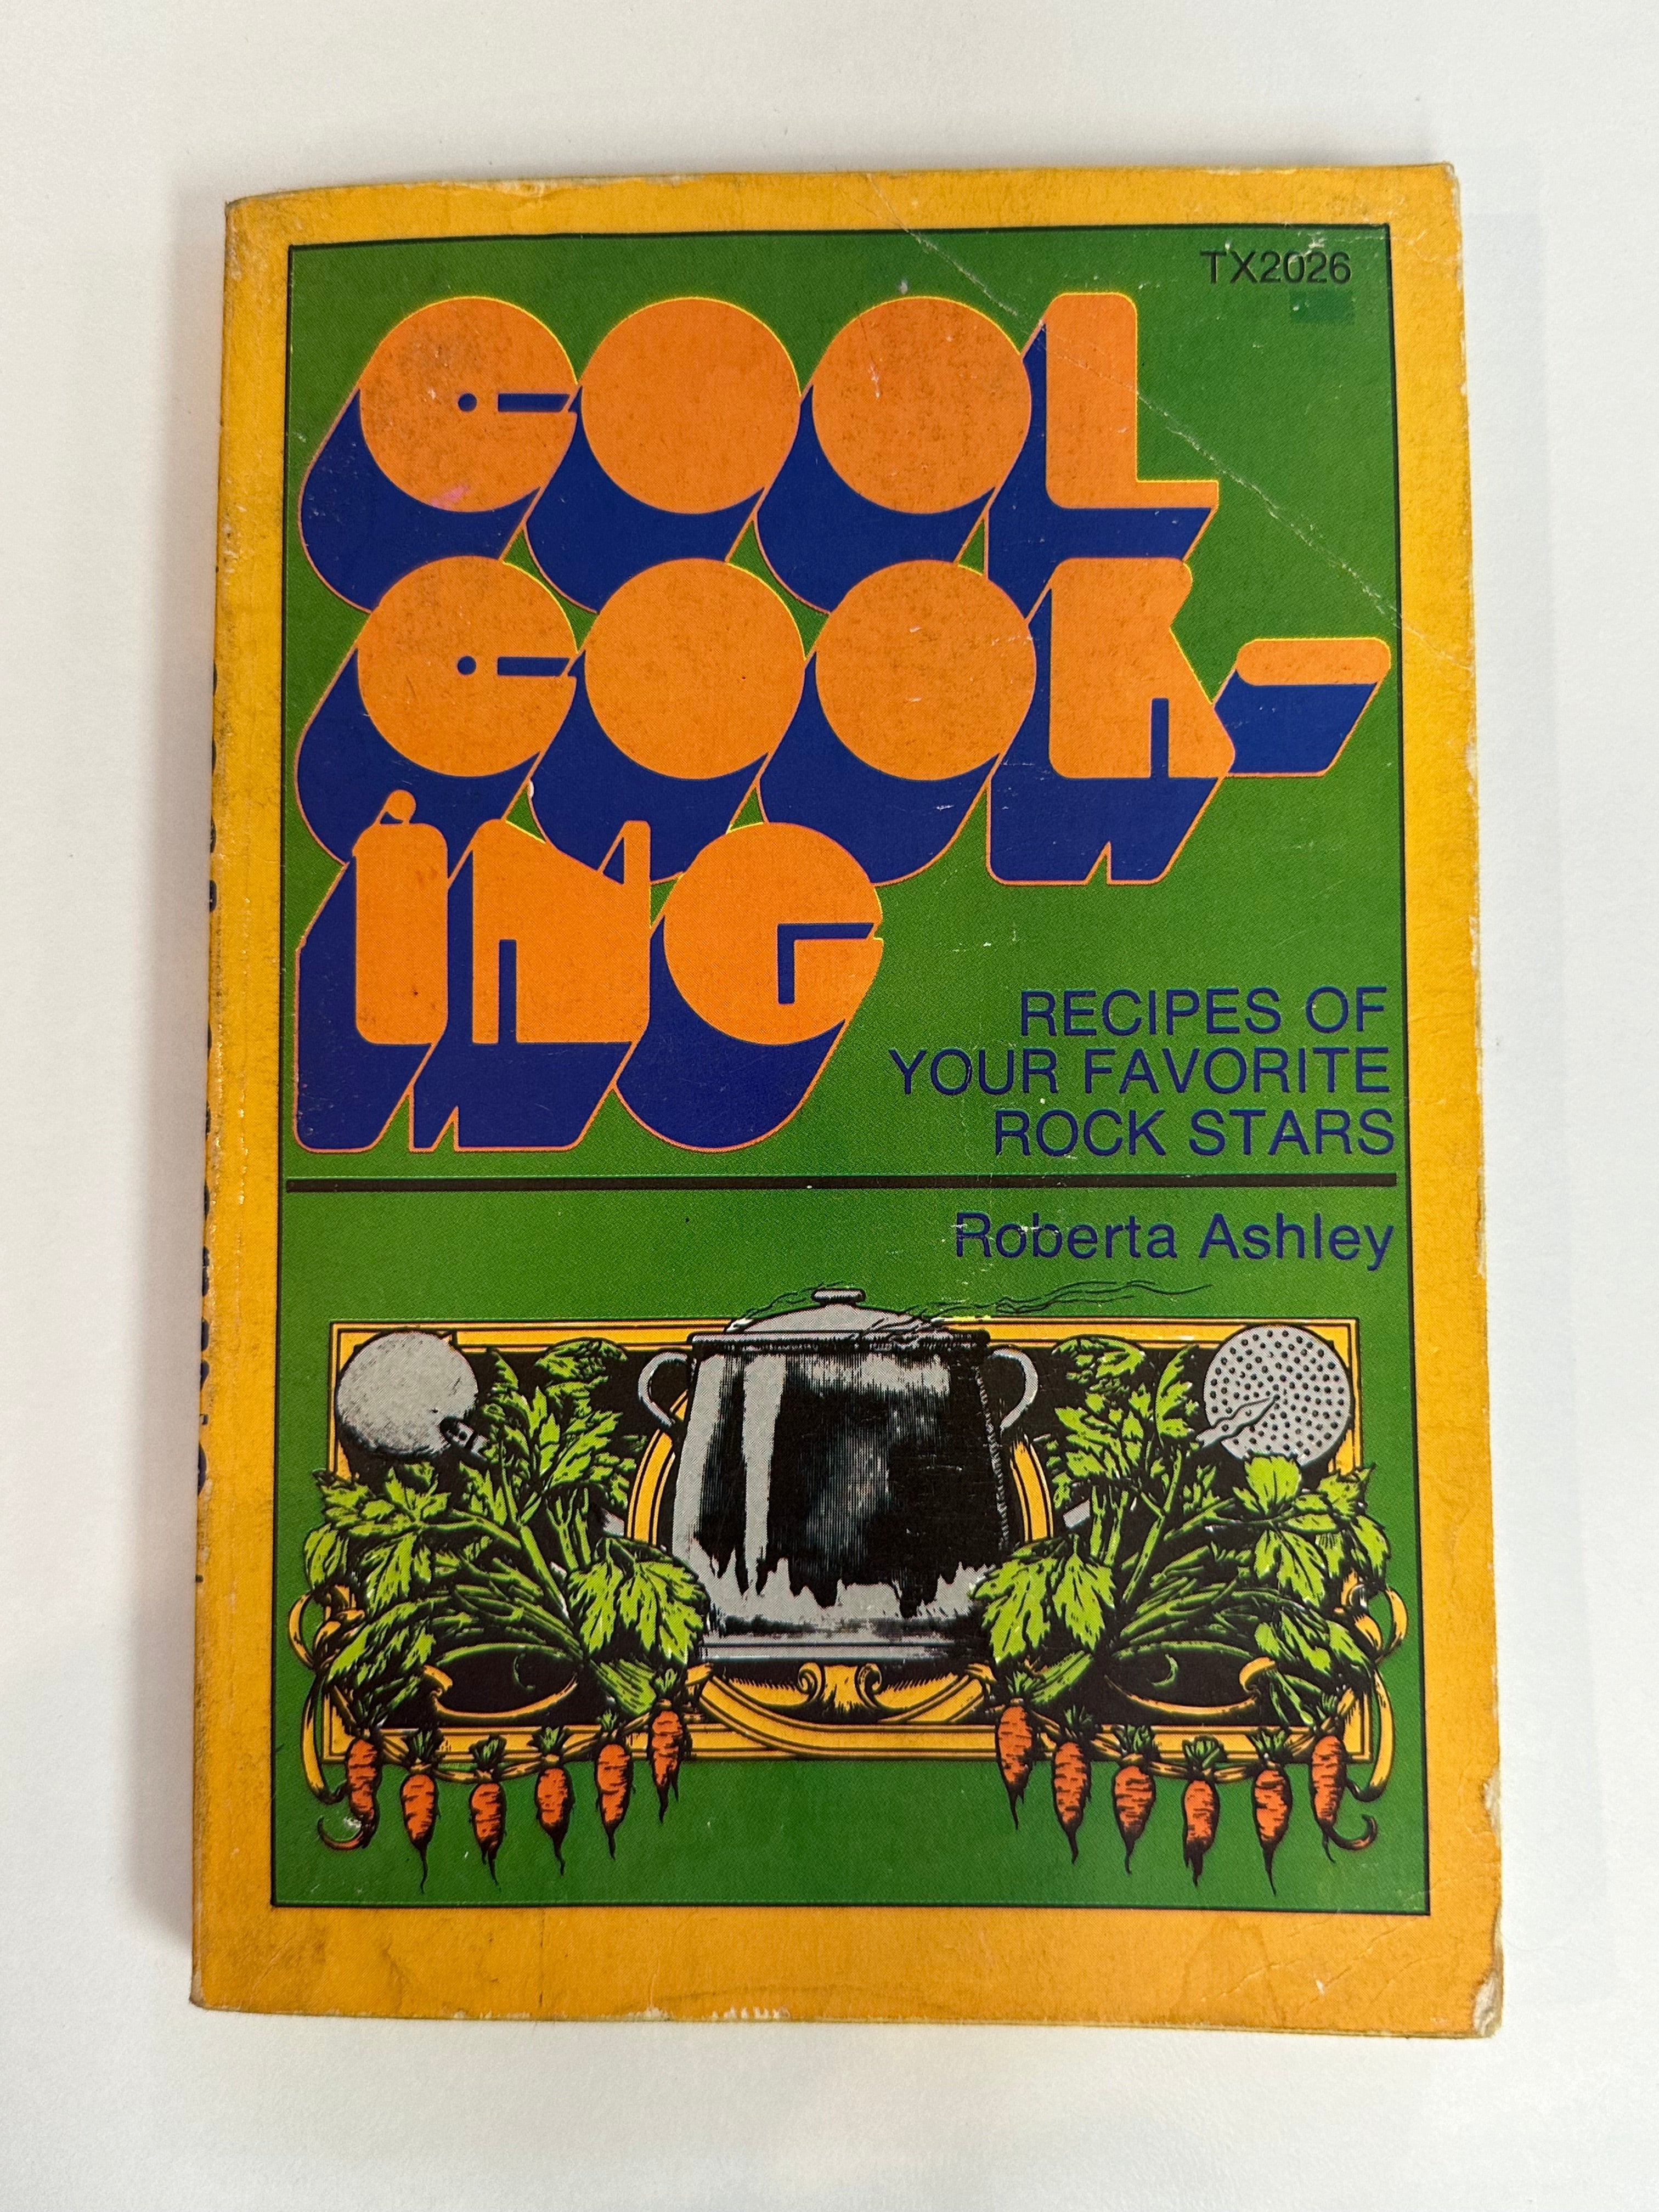 TX2026
COOL
COOK-
iNG
RECIPES OF
YOUR FAVORITE
ROCK STARS
Roberta Ashley